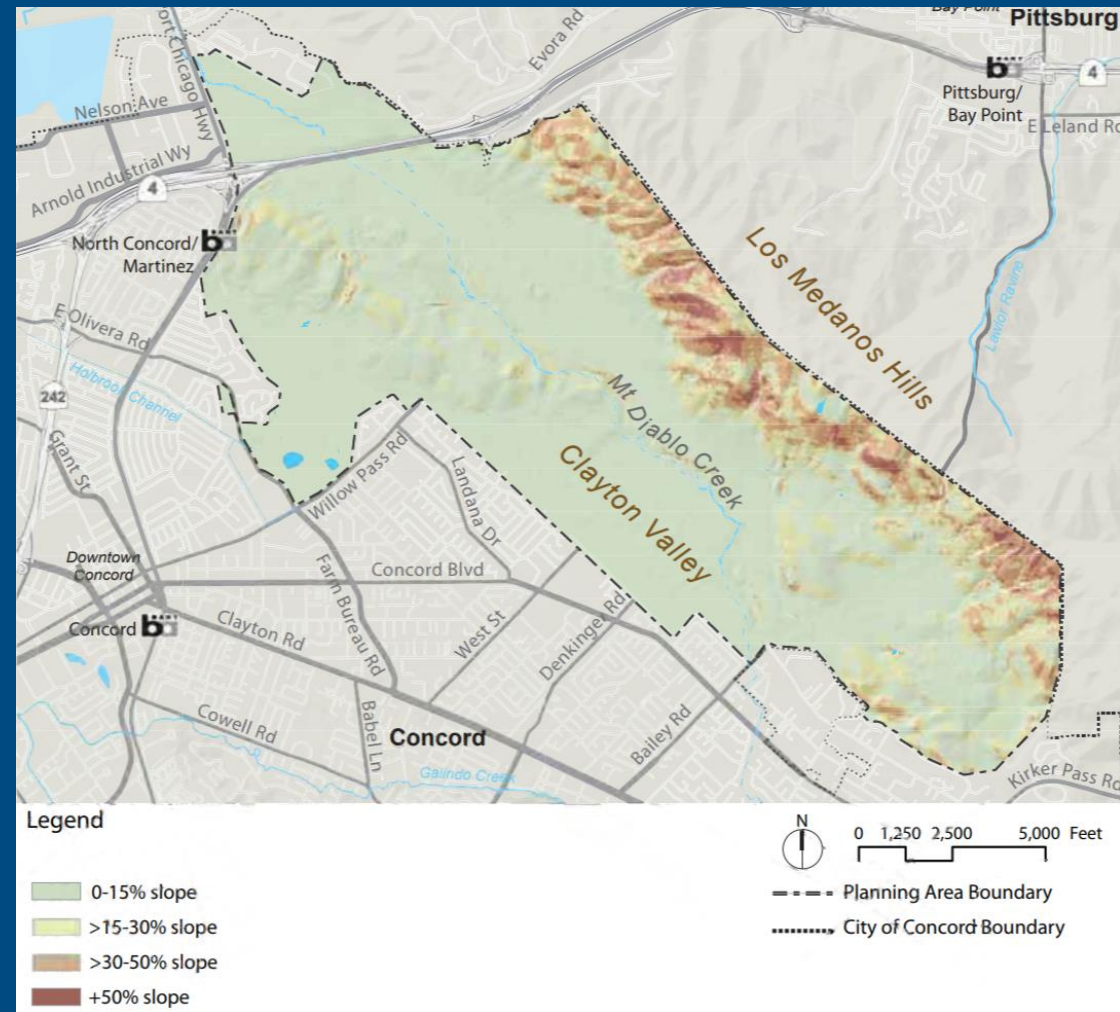 Bay Point
Pittsburg
Port Chicago Hwy
Evora Rd
4
Pittsburg/
Bay Point
E Leland Rd
Nelson Ave
Arnold Industrial Wy
4
North Concord/
Martinez
Los Medanos Hills
Lawlor Ravine
E Olivera Rd
Holbrook Channel
242
Mt Diablo Creek
Grant St
Willow Pass Rd
Landana Dr
Clayton Valley
Downtown
Concord
Concord Blvd
Farm Bureau Rd
Concord
Clayton Rd
West St
Denkinger Rd
Cowell Rd
Babel Ln
Concord
Bailey Rd
Galindo Creek
Kirker Pass Rd
Legend
0-15% slope
>15-30% slope
>30-50% slope
+50% slope
N
0 1,250 2,500 5,000 Feet
Planning Area Boundary
City of Concord Boundary